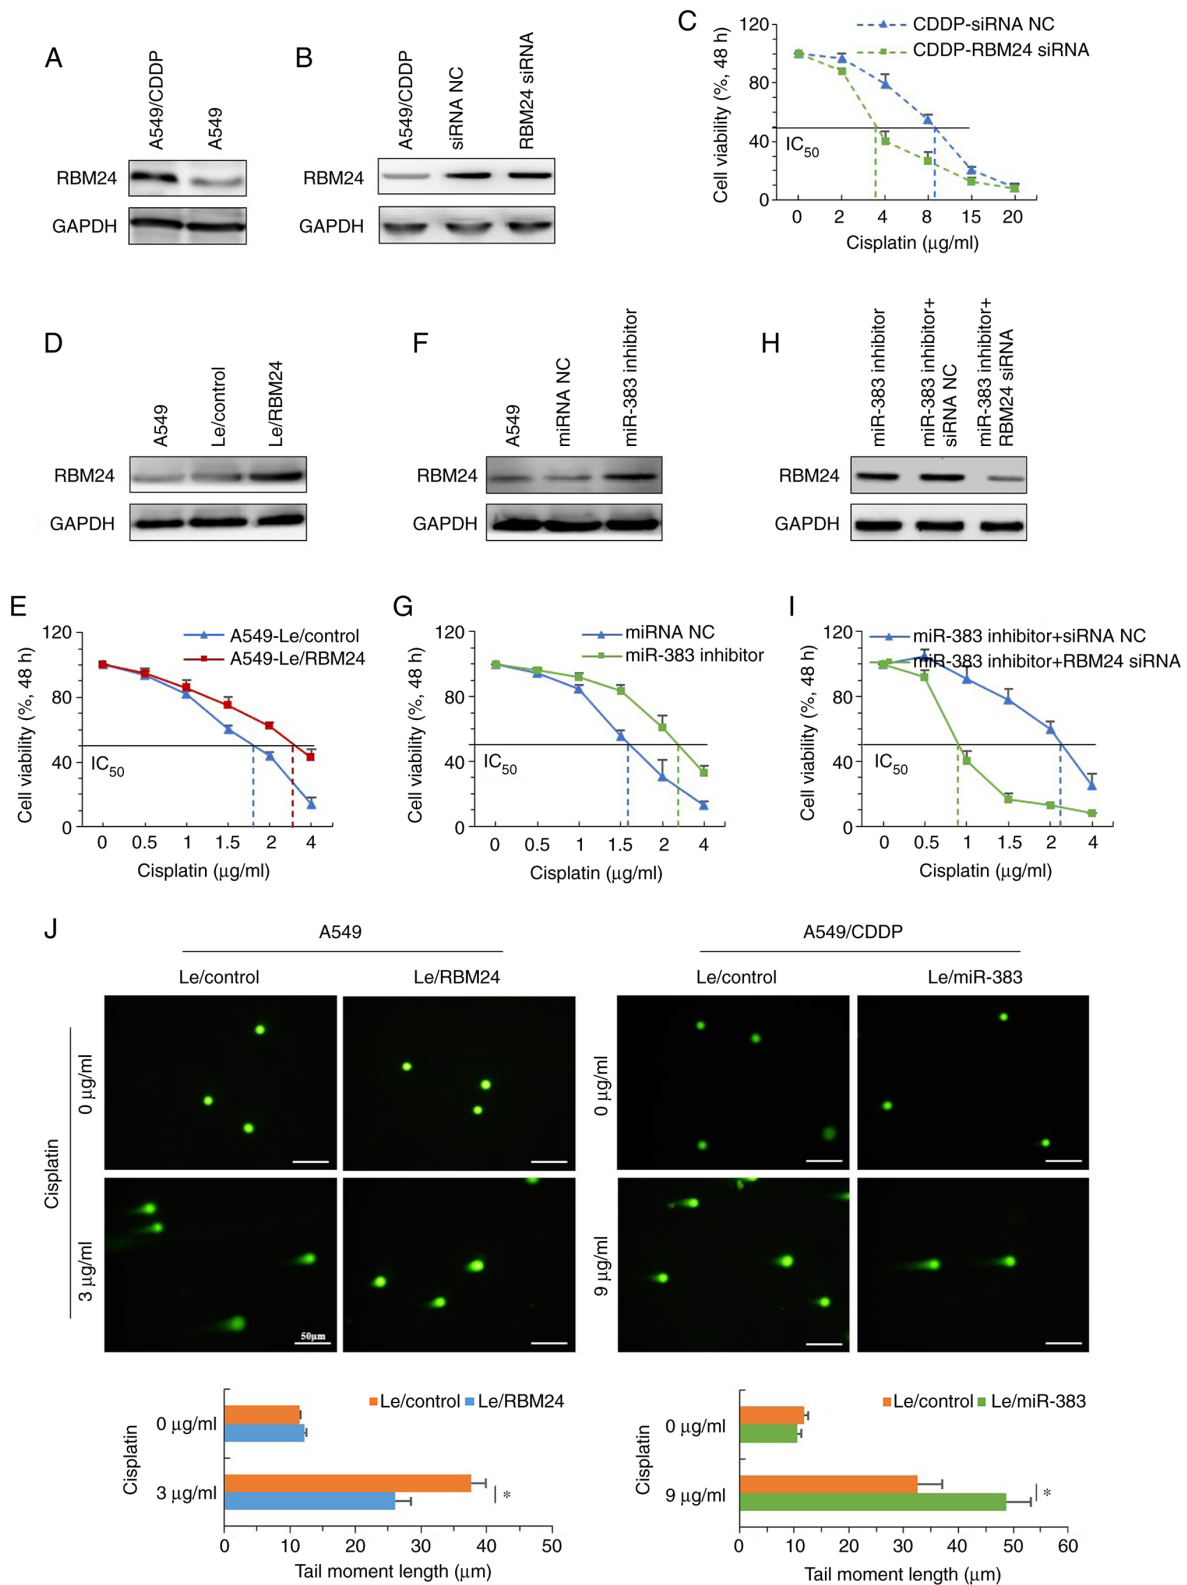 A
A549/CDDP
A549
RBM24
GAPDH
B
A549/CDDP
siRNA NC
RBM24 siRNA
RBM24
GAPDH
C
CDDP-siRNA NC
CDDP-RBM24 siRNA
Cell viability (%, 48 h)
120
80
40
0
IC50
0 2 4 8 15 20
Cisplatin (µg/ml)
D
A549
Le/control
Le/RBM24
RBM24
GAPDH
F
A549
miRNA NC
miR-383 inhibitor
RBM24
GAPDH
H
miR-383 inhibitor
miR-383 inhibitor+
siRNA NC
miR-383 inhibitor+
RBM24 siRNA
RBM24
GAPDH
E
A549-Le/control
A549-Le/RBM24
Cell viability (%, 48 h)
120
80
40
0
IC50
0 0.5 1 1.5 2 4
Cisplatin (µg/ml)
G
miRNA NC
miR-383 inhibitor
Cell viability (%, 48 h)
120
80
40
0
IC50
0 0.5 1 1.5 2 4
Cisplatin (µg/ml)
I
miR-383 inhibitor+siRNA NC
miR-383 inhibitor+RBM24 siRNA
Cell viability (%, 48 h)
120
80
40
0
IC50
0 0.5 1 1.5 2 4
Cisplatin (µg/ml)
J
A549
A549/CDDP
Le/control
Le/RBM24
Le/control
Le/miR-383
Cisplatin
0 µg/ml
3 µg/ml
0 µg/ml
9 µg/ml
50µm
Le/control Le/RBM24
Cisplatin
0 µg/ml
3 µg/ml
*
0 10 20 30 40 50
Tail moment length (µm)
Le/control Le/miR-383
Cisplatin
0 µg/ml
9 µg/ml
*
0 10 20 30 40 50 60
Tail moment length (µm)